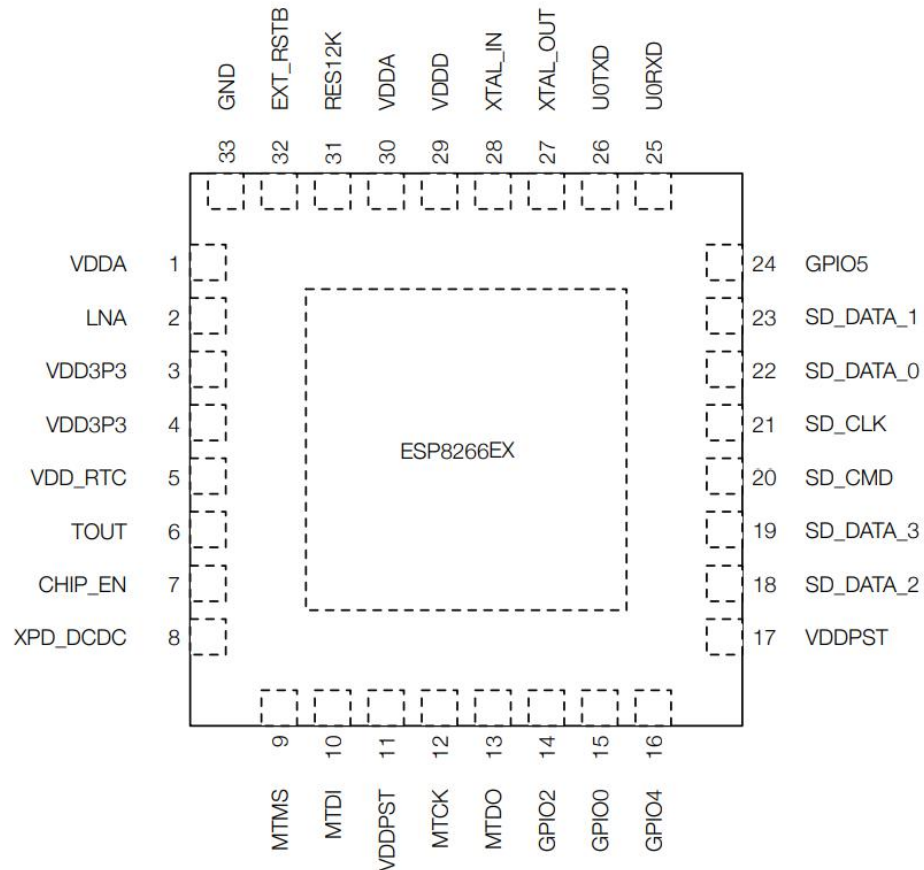 GND
EXT_RSTB
RES12K
VDDA
VDDD
XTAL_IN
XTAL_OUT
U0TXD
U0RXD
33
32
31
30
29
28
27
26
25
VDDA 1
LNA 2
VDD3P3 3
VDD3P3 4
VDD_RTC 5
TOUT 6
CHIP_EN 7
XPD_DCDC 8
ESP8266EX
24 GPIO5
23 SD_DATA_1
22 SD_DATA_0
21 SD_CLK
20 SD_CMD
19 SD_DATA_3
18 SD_DATA_2
17 VDDPST
9
10
11
12
13
14
15
16
MTMS
MTDI
VDDPST
MTCK
MTDO
GPIO2
GPIO0
GPIO4